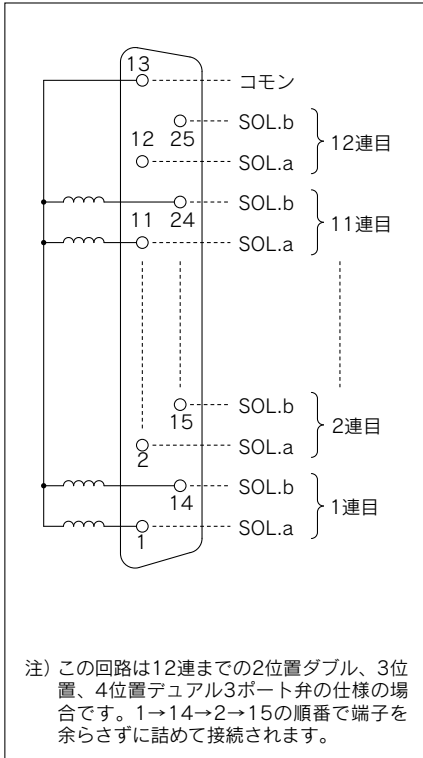 13
コモン
12 25
SOL.b
SOL.a
12連目
11 24
SOL.b
SOL.a
11連目
15
SOL.b
2
SOL.a
2連目
14
SOL.b
1
SOL.a
1連目
注) この回路は12連までの2位置ダブル、3位
置、4位置デュアル3ポート弁の仕様の場
合です。1→14→2→15の順番で端子を
余らさずに詰めて接続されます。